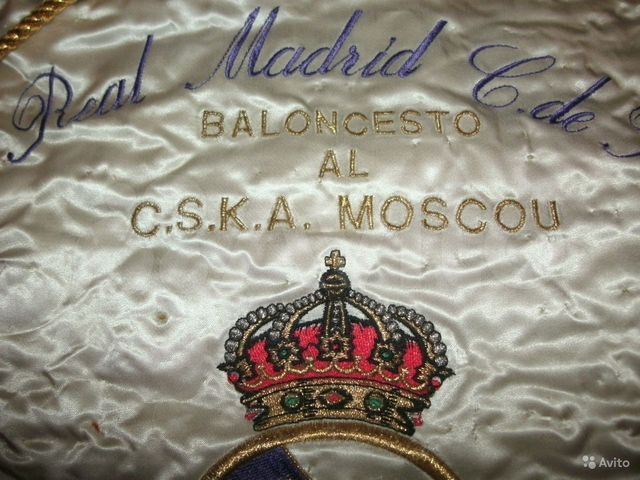 Real Madrid C. de
BALONCESTO
AL
C.S.K.A. MOSCOU
Avito